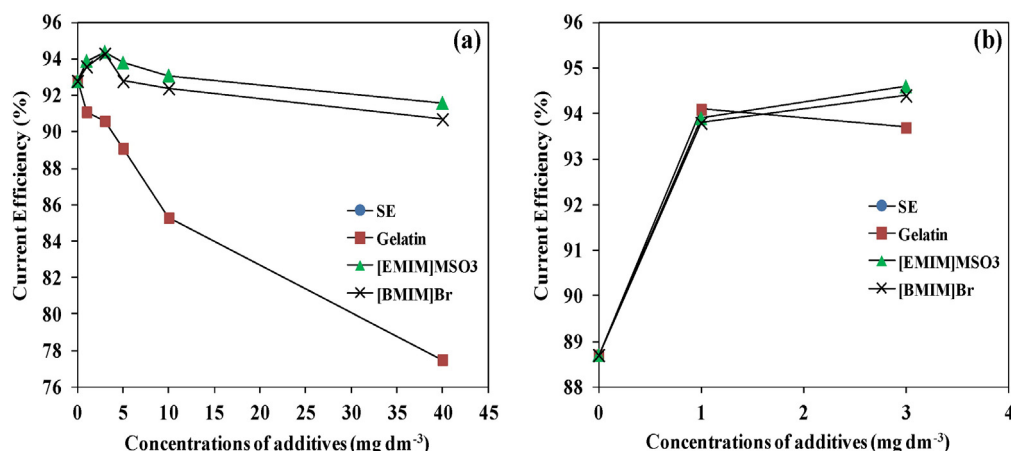 (a)
Current Efficiency (%)
96
94
92
90
88
86
84
82
80
78
76
SE
Gelatin
[EMIM]MSO3
[BMIM]Br
0 5 10 15 20 25 30 35 40 45
Concentrations of additives (mg dm-3)
(b)
Current Efficiency (%)
96
95
94
93
92
91
90
89
88
SE
Gelatin
[EMIM]MSO3
[BMIM]Br
0 1 2 3 4
Concentrations of additives (mg dm-3)